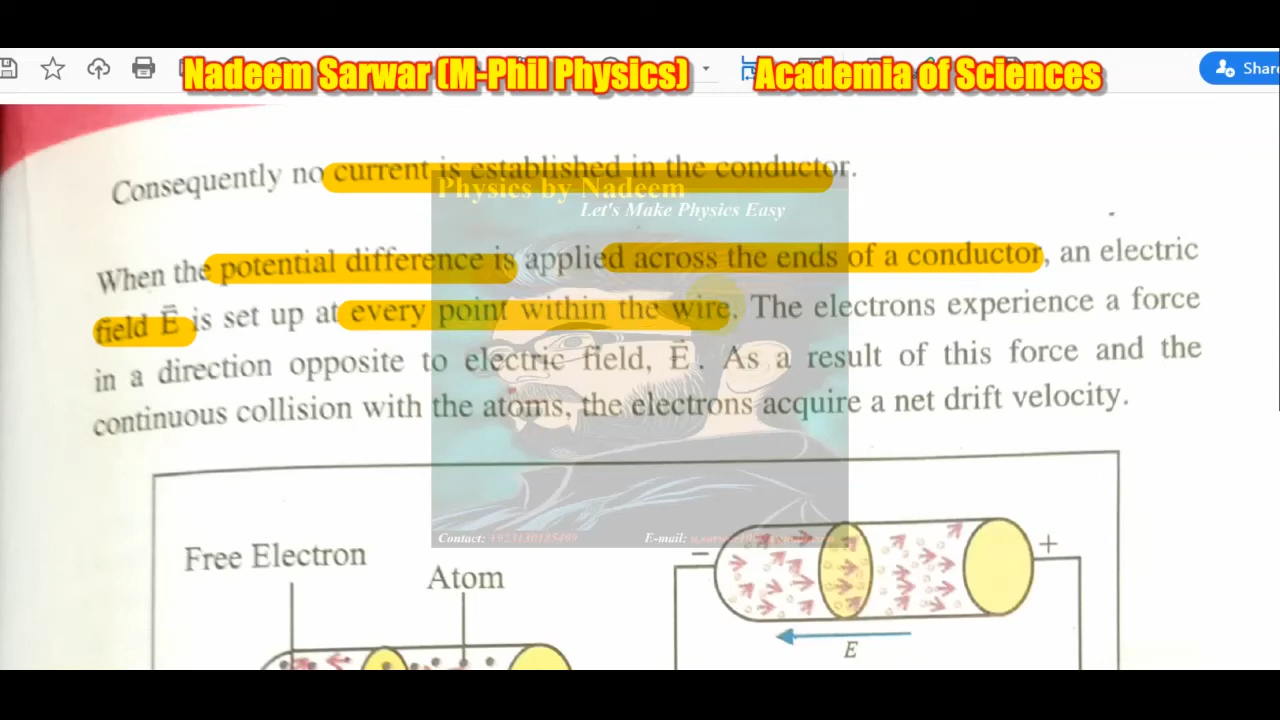 Nadeem Sarwar (M-Phil Physics) Academia of Sciences
Share
Consequently no current is established in the conductor.
Physics by Nadeem
Let's Make Physics Easy
When the potential difference is applied across the ends of a conductor, an electric
field E⃗ is set up at every point within the wire. The electrons experience a force
in a direction opposite to electric field, E⃗. As a result of this force and the
continuous collision with the atoms, the electrons acquire a net drift velocity.
Contact:
E-mail:
Free Electron
Atom
− +
E